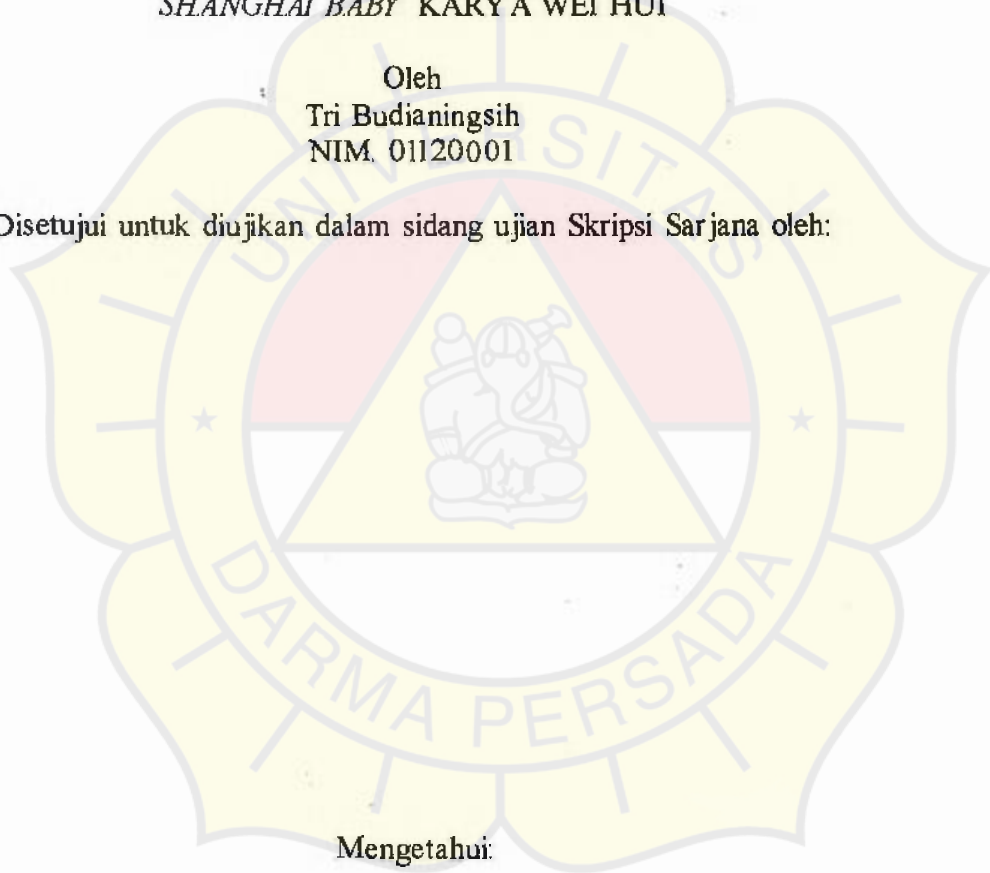 SHANGHAI BABY KARYA WEI HUI
Oleh
Tri Budianingsih
NIM. 01120001
Disetujui untuk diujikan dalam sidang ujian Skripsi Sarjana oleh:
UNIVERSITAS
DARMA PERSADA
Mengetahui: